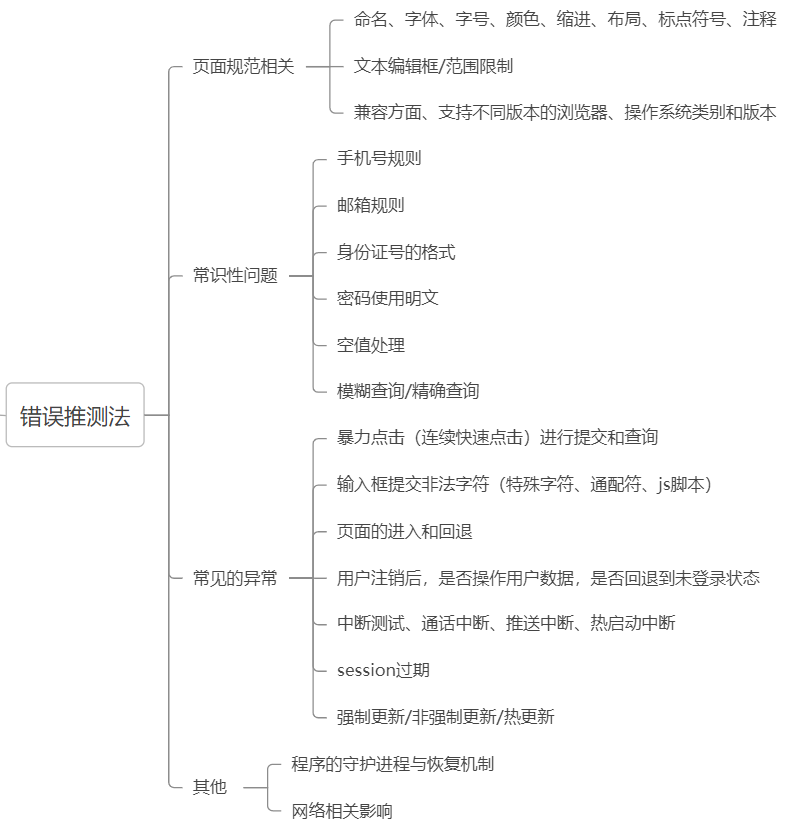 错误推测法
页面规范相关
命名、字体、字号、颜色、缩进、布局、标点符号、注释
文本编辑框/范围限制
兼容方面、支持不同版本的浏览器、操作系统类别和版本
常识性问题
手机号规则
邮箱规则
身份证号的格式
密码使用明文
空值处理
模糊查询/精确查询
常见的异常
暴力点击（连续快速点击）进行提交和查询
输入框提交非法字符（特殊字符、通配符、js脚本）
页面的进入和回退
用户注销后，是否操作用户数据，是否回退到未登录状态
中断测试、通话中断、推送中断、热启动中断
session过期
强制更新/非强制更新/热更新
其他
程序的守护进程与恢复机制
网络相关影响